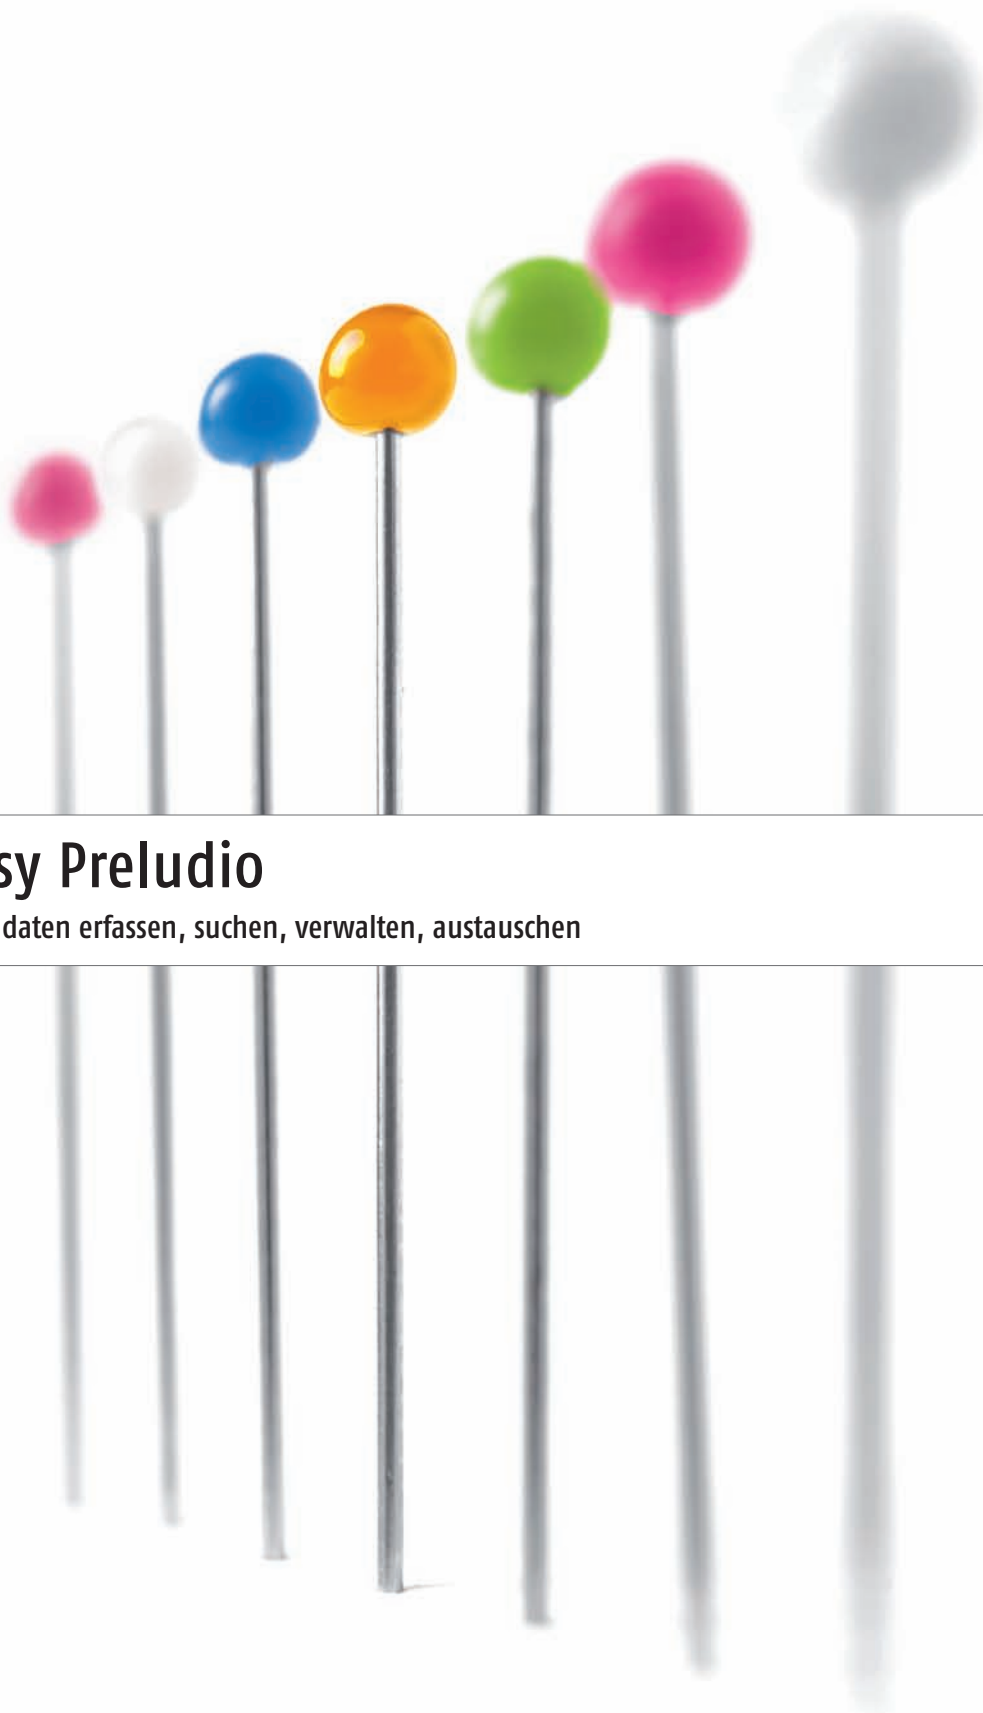 sy Preludio
daten erfassen, suchen, verwalten, austauschen